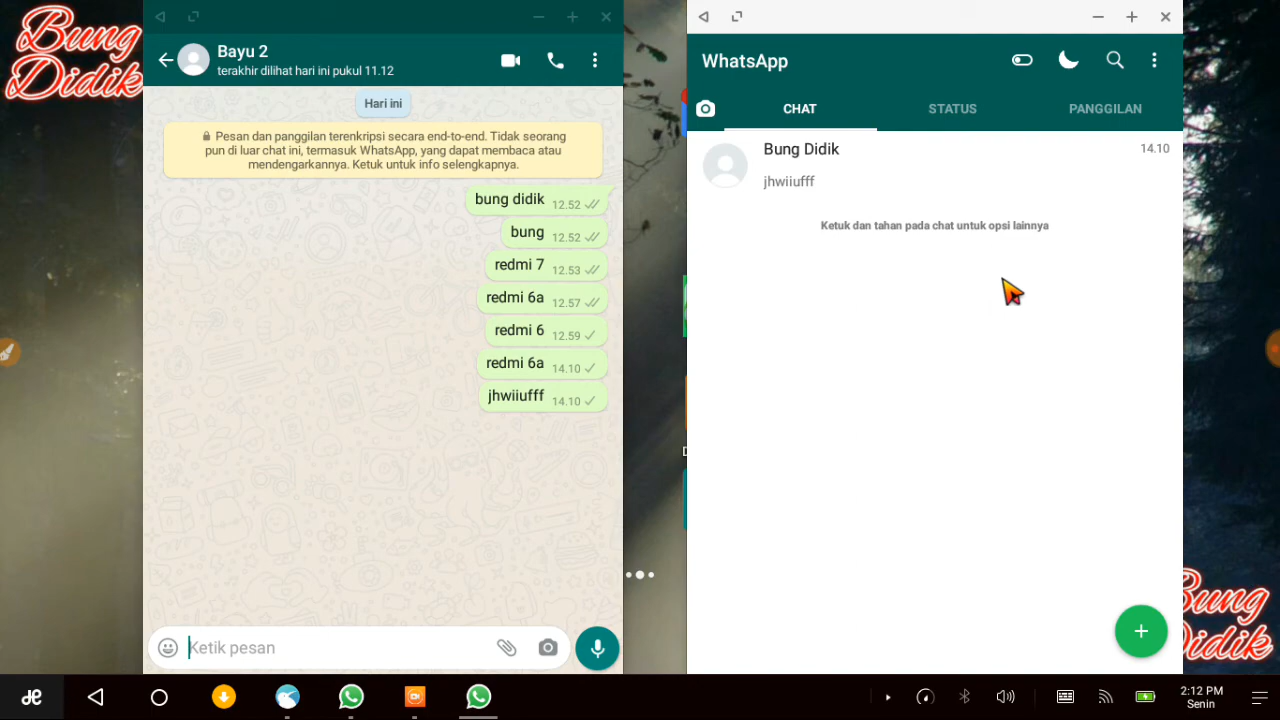 Bung
Didik
Bayu 2
terakhir dilihat hari ini pukul 11.12
Hari ini
Pesan dan panggilan terenkripsi secara end-to-end. Tidak seorang
pun di luar chat ini, termasuk WhatsApp, yang dapat membaca atau
mendengarkannya. Ketuk untuk info selengkapnya.
bung didik 12.52
bung 12.52
redmi 7 12.53
redmi 6a 12.57
redmi 6 12.59
redmi 6a 14.10
jhwiiufff 14.10
Ketik pesan
WhatsApp
CHAT STATUS PANGGILAN
Bung Didik 14.10
jhwiiufff
Ketuk dan tahan pada chat untuk opsi lainnya
Bung
Didik
2:12 PM
Senin